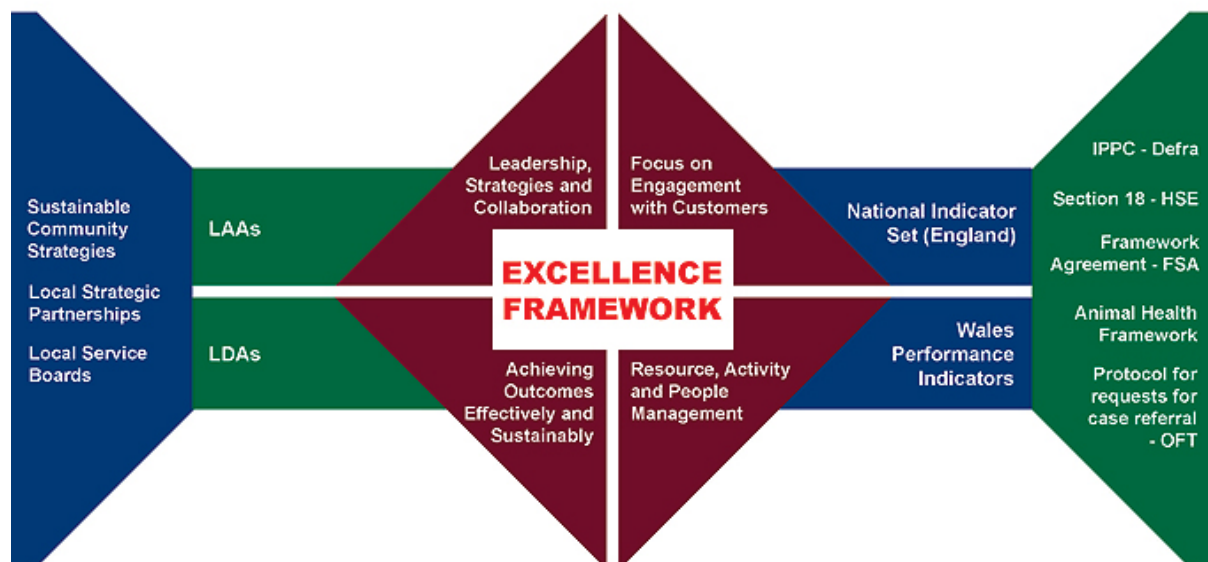 Sustainable
Community
Strategies
Local Strategic
Partnerships
Local Service
Boards
LAAs
LDAs
Leadership,
Strategies and
Collaboration
Focus on
Engagement
with Customers
EXCELLENCE
FRAMEWORK
Achieving
Outcomes
Effectively and
Sustainably
Resource, Activity
and People
Management
National Indicator
Set (England)
Wales
Performance
Indicators
IPPC - Defra
Section 18 - HSE
Framework
Agreement - FSA
Animal Health
Framework
Protocol for
requests for
case referral
- OFT